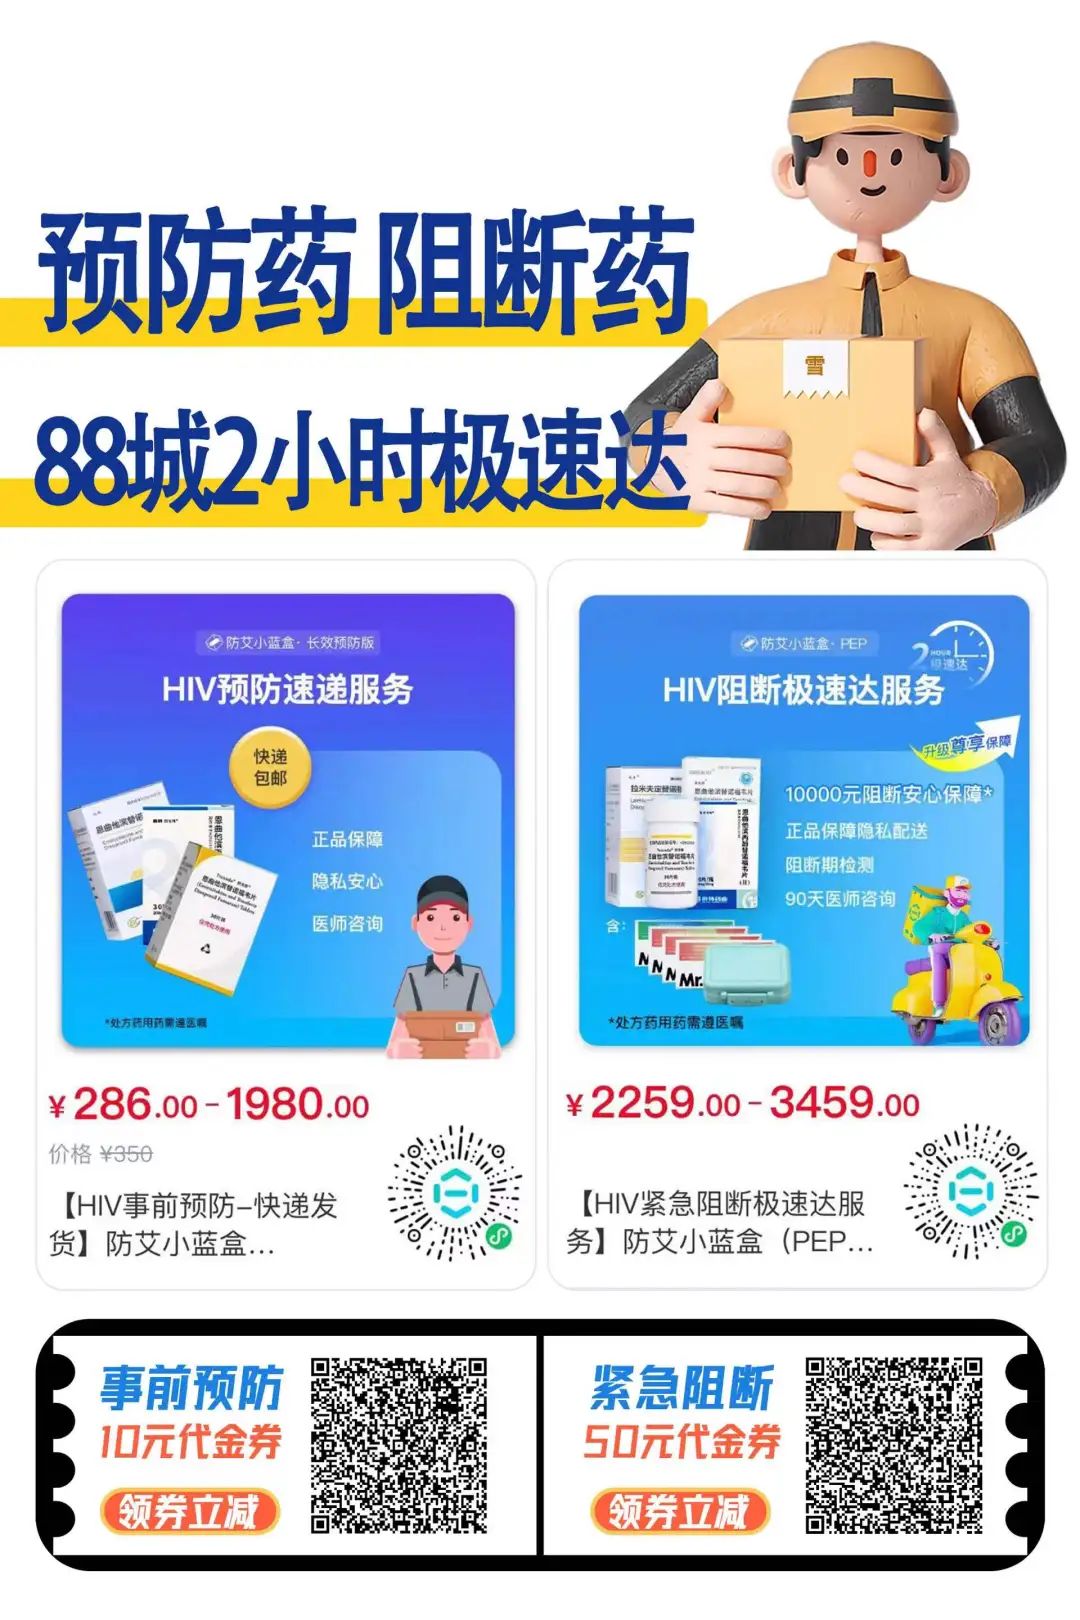 预防药 阻断药
88城2小时极速达
雪
防艾小蓝盒· 长效预防版
HIV预防速递服务
快递
包邮
正品保障
隐私安心
医师咨询
*处方药用药需遵医嘱
¥286.00-1980.00
价格 ¥350
【HIV事前预防-快递发
货】防艾小蓝盒...
防艾小蓝盒· PEP
2 HOUR
极速达
HIV阻断极速达服务
升级尊享保障
10000元阻断安心保障*
正品保障隐私配送
阻断期检测
90天医师咨询
含：
Mr.
*处方药用药需遵医嘱
¥2259.00-3459.00
【HIV紧急阻断极速达服
务】防艾小蓝盒（PEP...
事前预防
10元代金券
领券立减
紧急阻断
50元代金券
领券立减